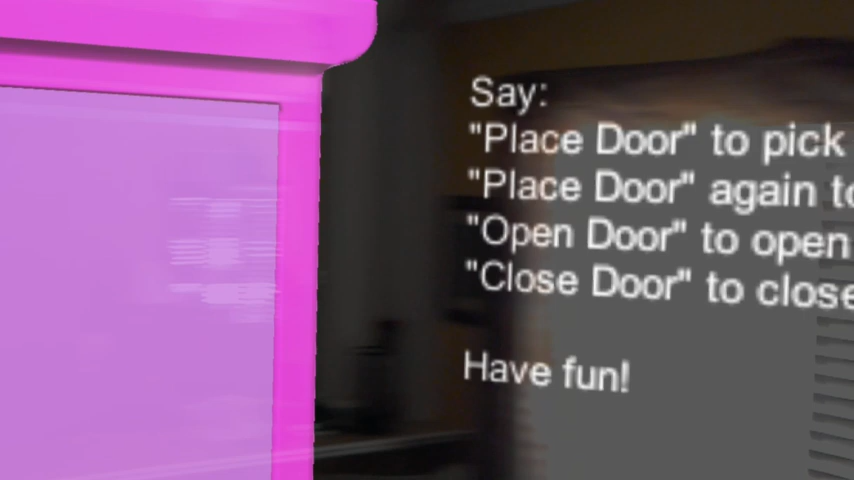 Say:
"Place Door" to pick
"Place Door" again to
"Open Door" to open
"Close Door" to close

Have fun!